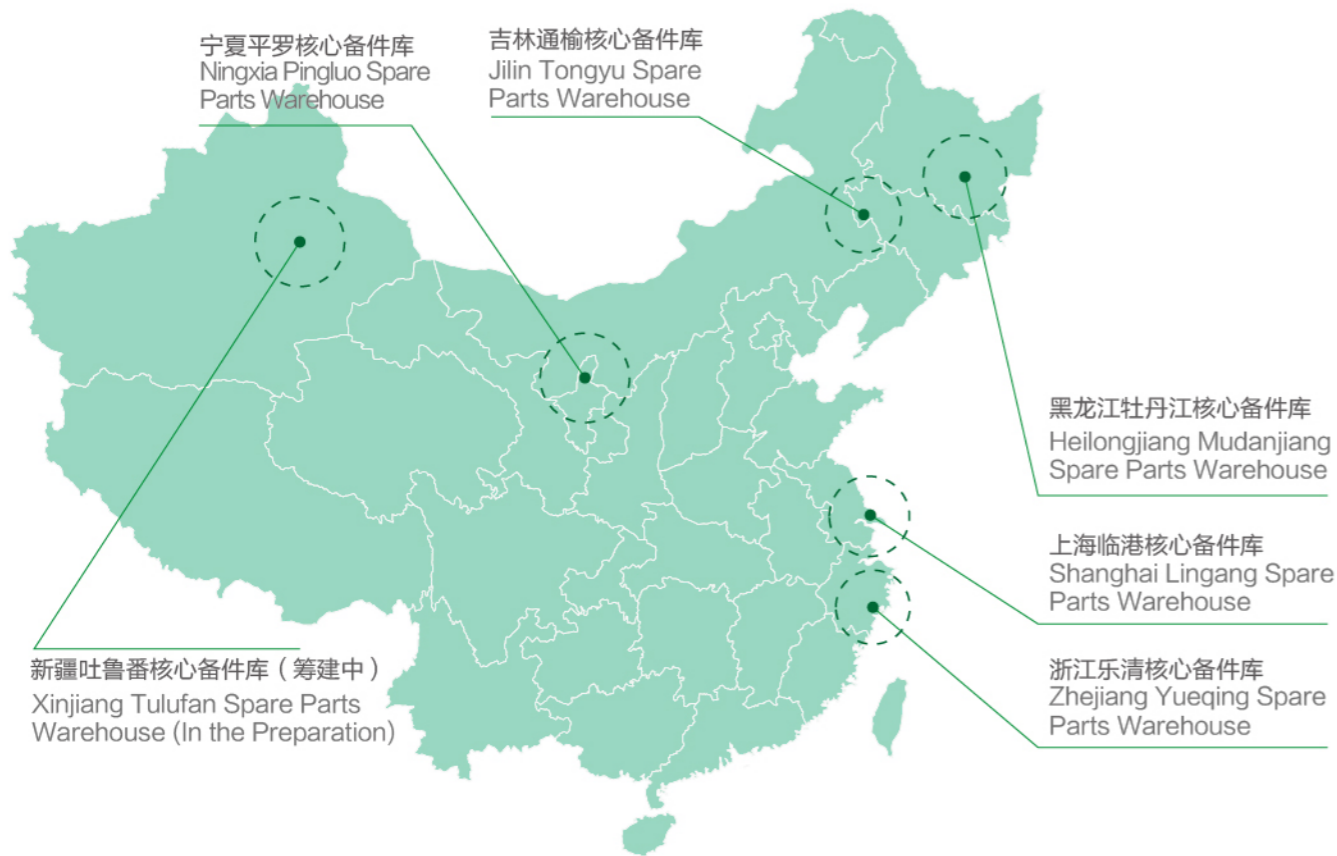 宁夏平罗核心备件库
Ningxia Pingluo Spare
Parts Warehouse
吉林通榆核心备件库
Jilin Tongyu Spare
Parts Warehouse
黑龙江牡丹江核心备件库
Heilongjiang Mudanjiang
Spare Parts Warehouse
上海临港核心备件库
Shanghai Lingang Spare
Parts Warehouse
新疆吐鲁番核心备件库（筹建中）
Xinjiang Tulufan Spare Parts
Warehouse (In the Preparation)
浙江乐清核心备件库
Zhejiang Yueqing Spare
Parts Warehouse